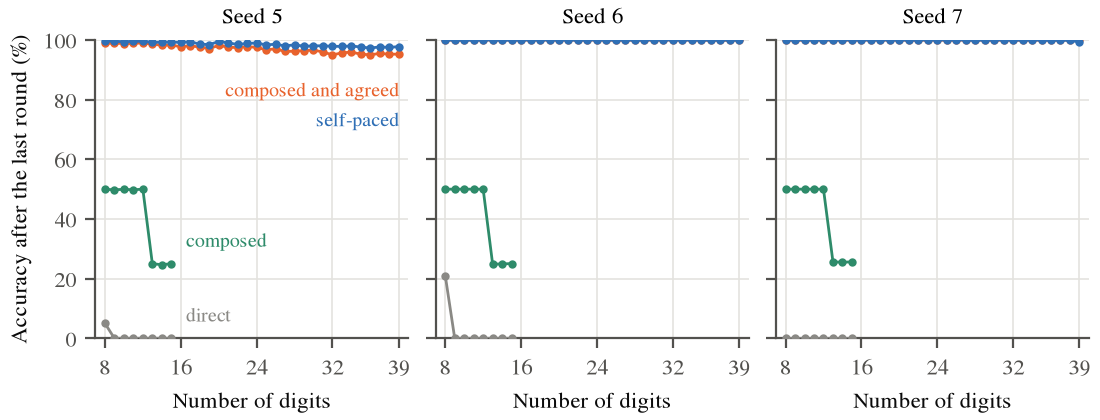 Seed 5
Seed 6
Seed 7
Accuracy after the last round (%)
100
80
60
40
20
0
composed and agreed
self-paced
composed
direct
8 16 24 32 39
8 16 24 32 39
8 16 24 32 39
Number of digits
Number of digits
Number of digits